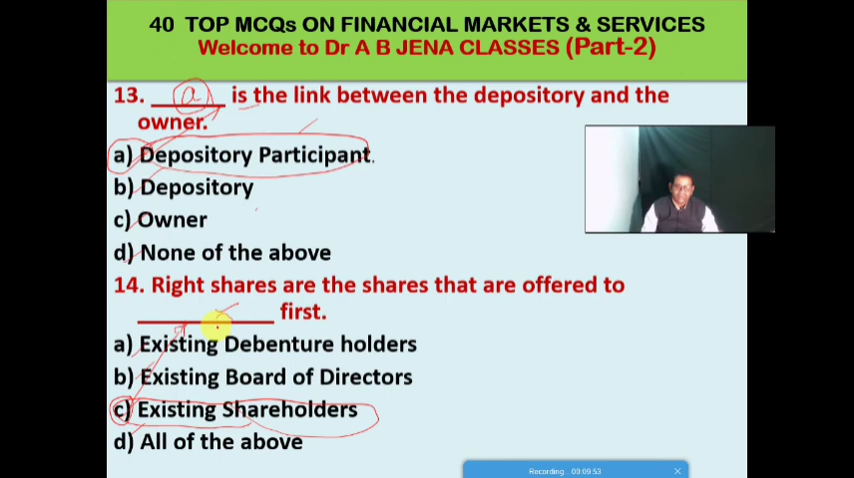 40 TOP MCQs ON FINANCIAL MARKETS & SERVICES
Welcome to Dr A B JENA CLASSES (Part-2)
13. ___a___ is the link between the depository and the
owner.
a) Depository Participant.
b) Depository
c) Owner
d) None of the above
14. Right shares are the shares that are offered to
____________ first.
a) Existing Debenture holders
b) Existing Board of Directors
c) Existing Shareholders
d) All of the above
Recording... 09:09:53